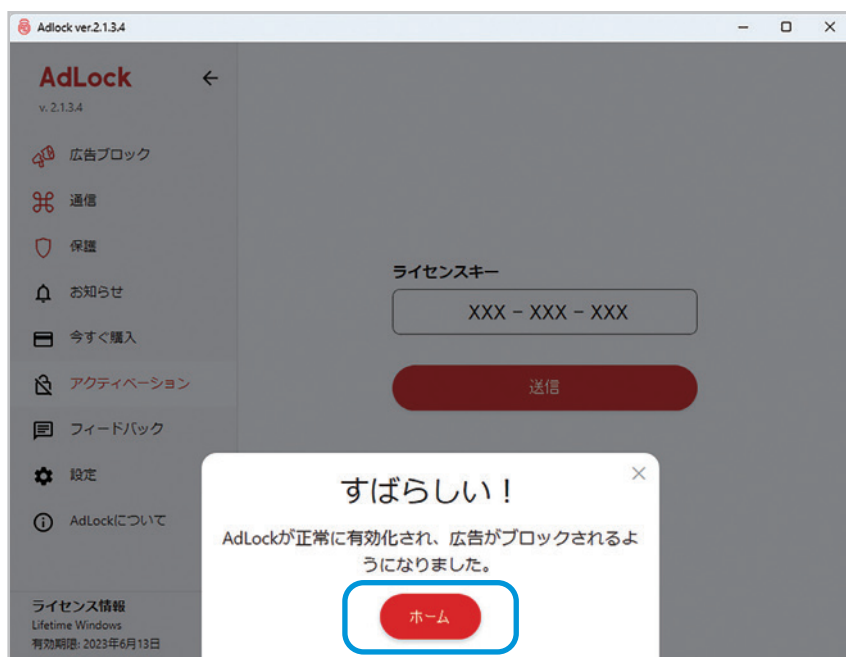 Adlock ver.2.1.3.4
AdLock
v. 2.1.3.4
広告ブロック
通信
保護
お知らせ
今すぐ購入
アクティベーション
フィードバック
設定
AdLockについて
ライセンス情報
Lifetime Windows
有効期限: 2023年6月13日
ライセンスキー
XXX - XXX - XXX
送信
すばらしい！
AdLockが正常に有効化され、広告がブロックされるよ
うになりました。
ホーム